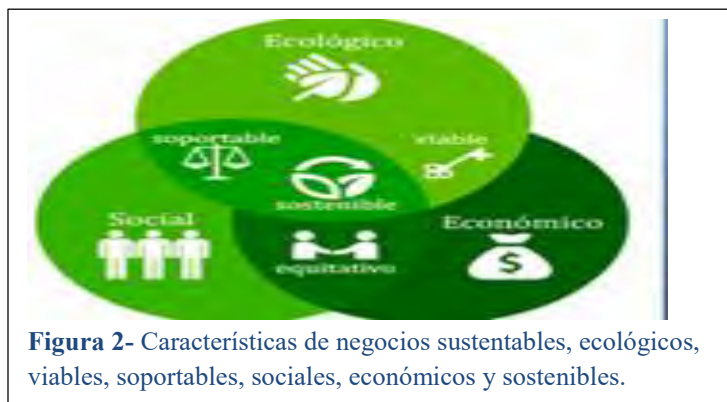 Ecológico
soportable
viable
sostenible
Social
Económico
equitativo
$
Figura 2- Características de negocios sustentables, ecológicos,
viables, soportables, sociales, económicos y sostenibles.